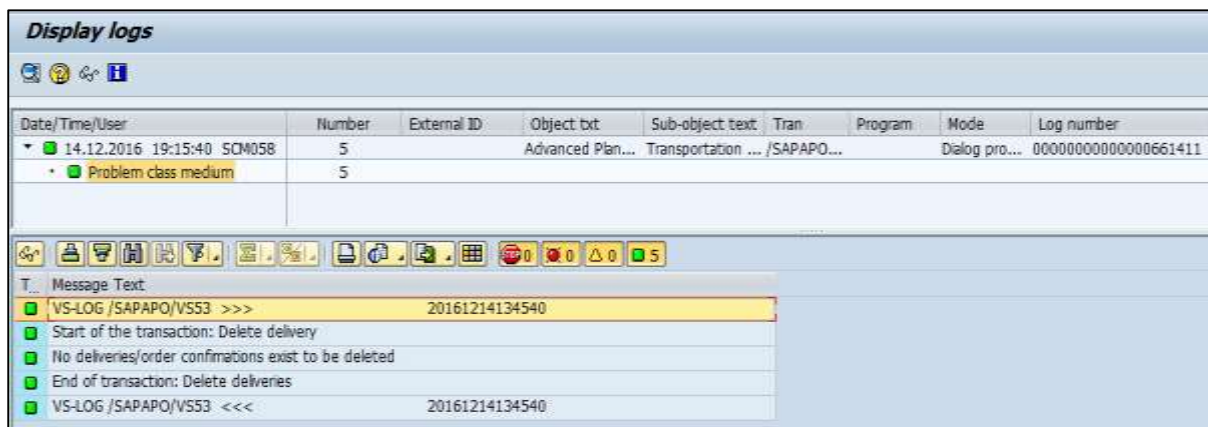 Display logs
Date/Time/User Number External ID Object txt Sub-object text Tran Program Mode Log number
14.12.2016 19:15:40 SCM058 5 Advanced Plan... Transportation ... /SAPAPO... Dialog pro... 00000000000000661411
Problem class medium 5
STOP 0 0 0 5
T... Message Text
VS-LOG /SAPAPO/VS53 >>> 20161214134540
Start of the transaction: Delete delivery
No deliveries/order confimations exist to be deleted
End of transaction: Delete deliveries
VS-LOG /SAPAPO/VS53 <<< 20161214134540